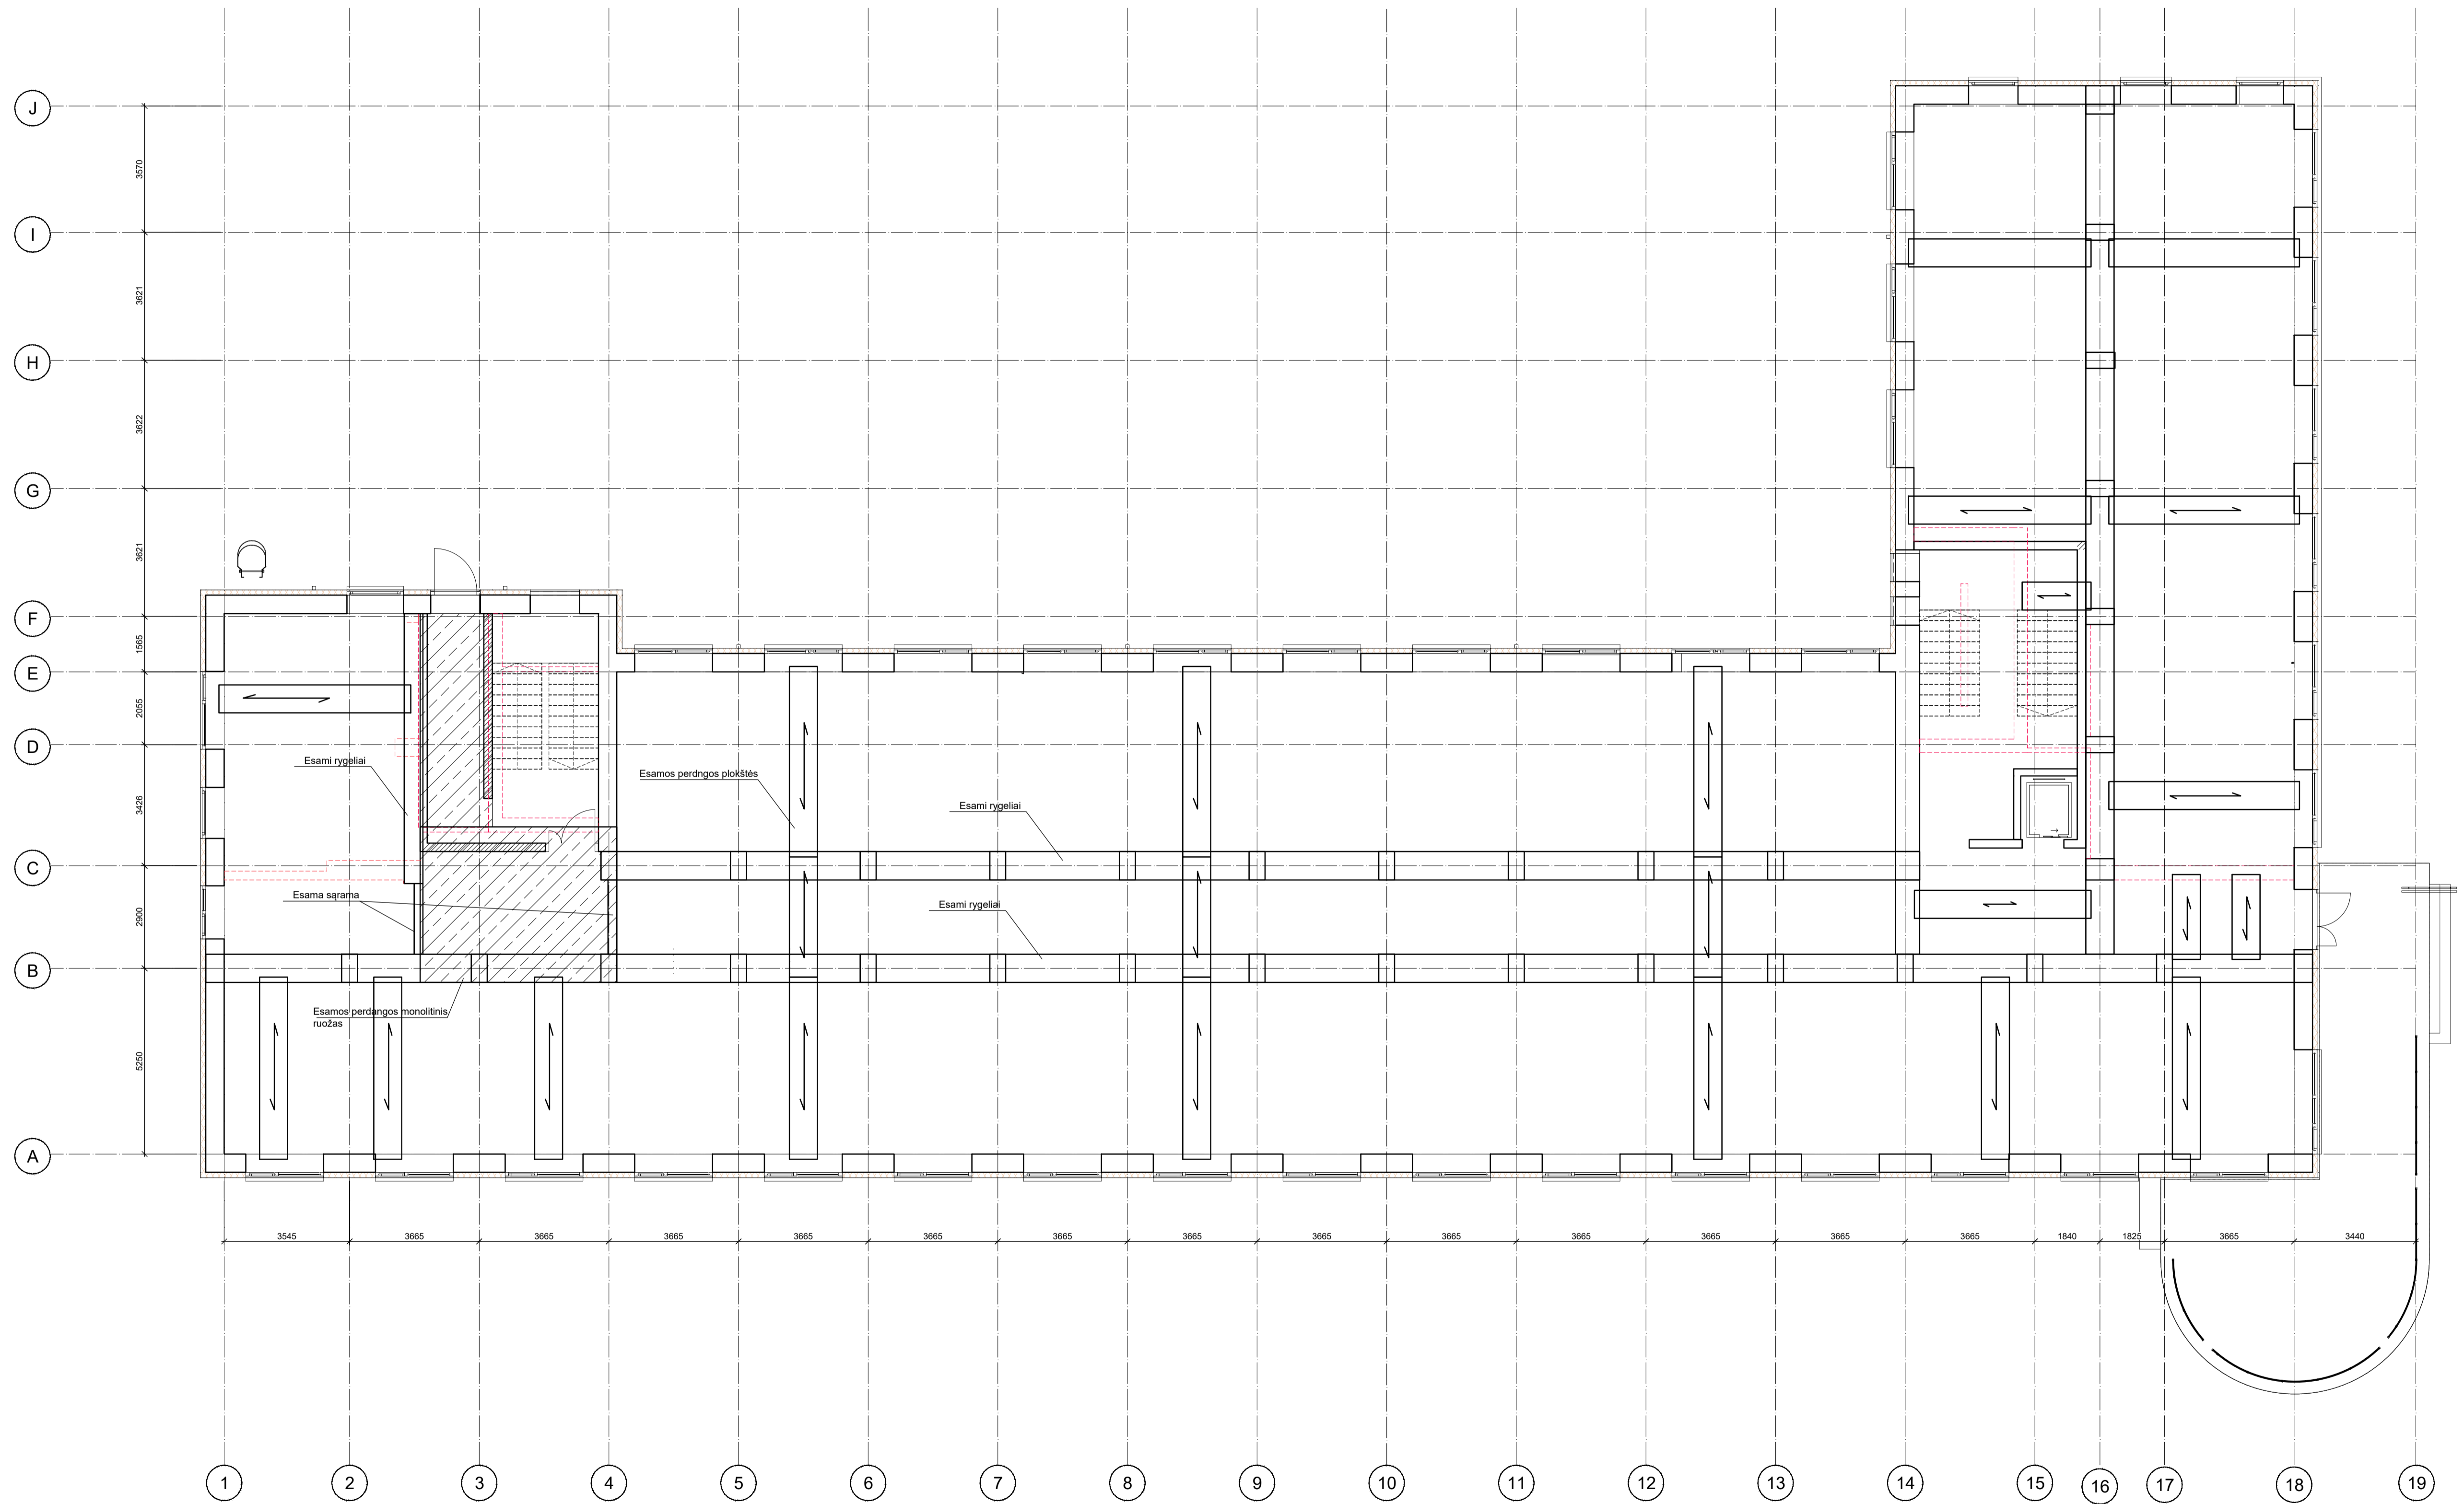 J
3570
I
3621
H
3622
G
3621
F
1565
E
2055
D
Esami rygeliai
Esamos perdngos plokštės
Esami rygeliai
3426
C
Esama sąrama
Esami rygeliai
2900
B
Esamos perdangos monolitinis
ruožas
5250
A
3545 3665 3665 3665 3665 3665 3665 3665 3665 3665 3665 3665 3665 3665 1840 1825 3665 3440
1 2 3 4 5 6 7 8 9 10 11 12 13 14 15 16 17 18 19